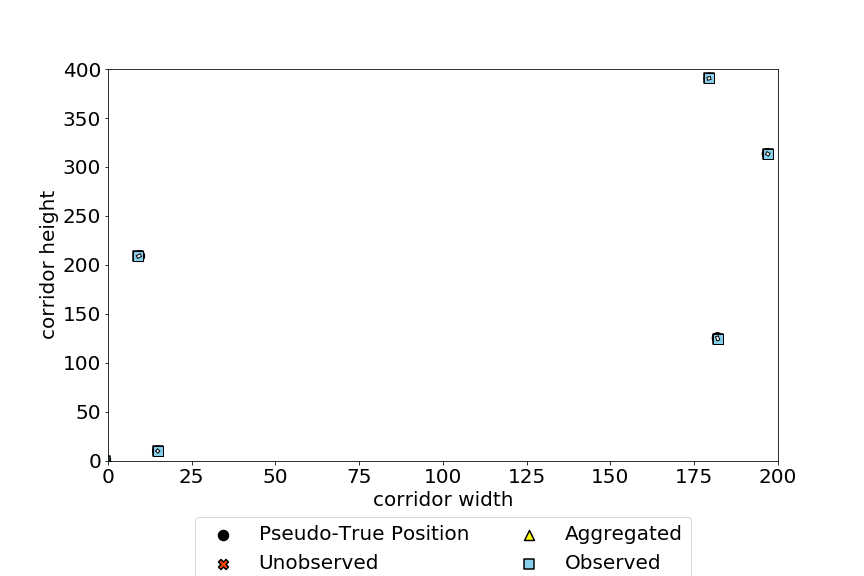 400
350
300
250
200
150
100
50
0
corridor height
0 25 50 75 100 125 150 175 200
corridor width
Pseudo-True Position Aggregated
Unobserved Observed